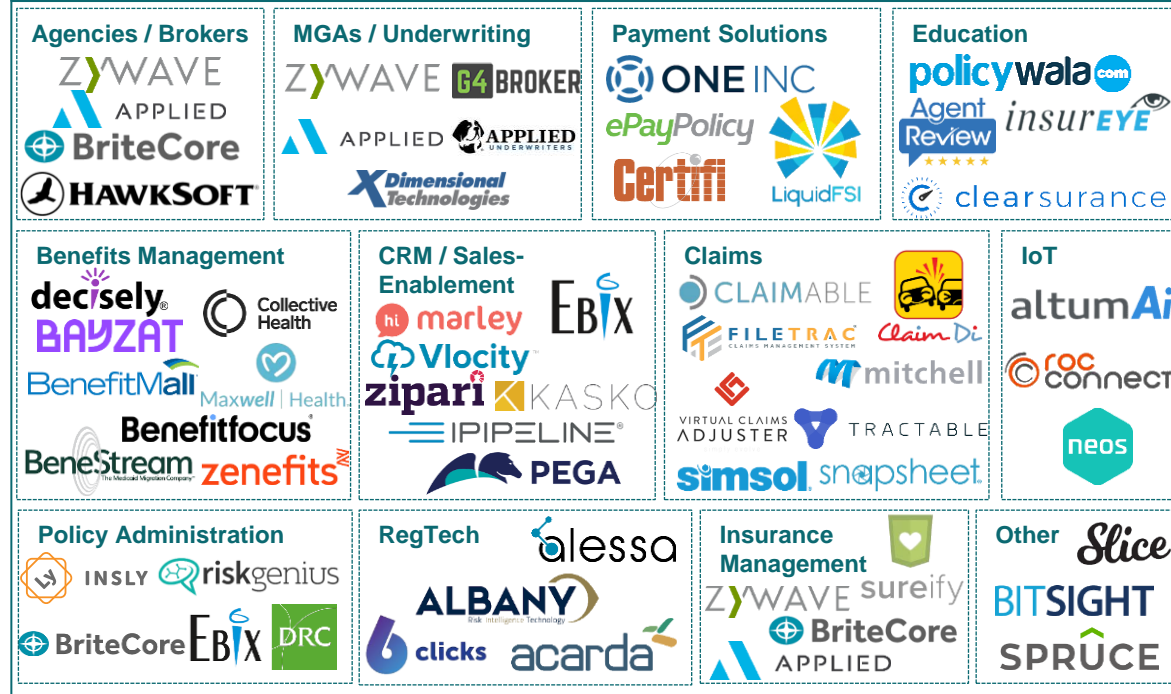 Agencies / Brokers
ZYWAVE
APPLIED
BriteCore
HAWKSOFT®
MGAs / Underwriting
ZYWAVE
G4 BROKER
APPLIED
APPLIED
UNDERWRITERS
XDimensional
Technologies
Payment Solutions
ONE INC
ePayPolicy
Certifi
LiquidFSI
Education
policywala com
Agent
Review
insurEYE
clearsurance
Benefits Management
decisely®
Collective
Health
BAYZAT
BenefitMall
Maxwell | Health.
Benefitfocus®
BeneStream
The Medicaid Migration Company
zenefits
CRM / Sales-
Enablement
EBIX
hi marley
Vlocity
zipari
KASKO
IPIPELINE®
PEGA
Claims
CLAIMABLE
Claim Di
FILETRAC
CLAIMS MANAGEMENT SYSTEM
mitchell
VIRTUAL CLAIMS
ADJUSTER
TRACTABLE
simsol
snapsheet
IoT
altumAi
roc
connect
neos
Policy Administration
Ly INSLY
riskgenius
BriteCore
EBIX
DRC
RegTech
alessa
ALBANY
Risk Intelligence Technology
6 clicks
acarda
Insurance
Management
sureify
ZYWAVE
BriteCore
APPLIED
Other
Slice
BITSIGHT
SPRUCE